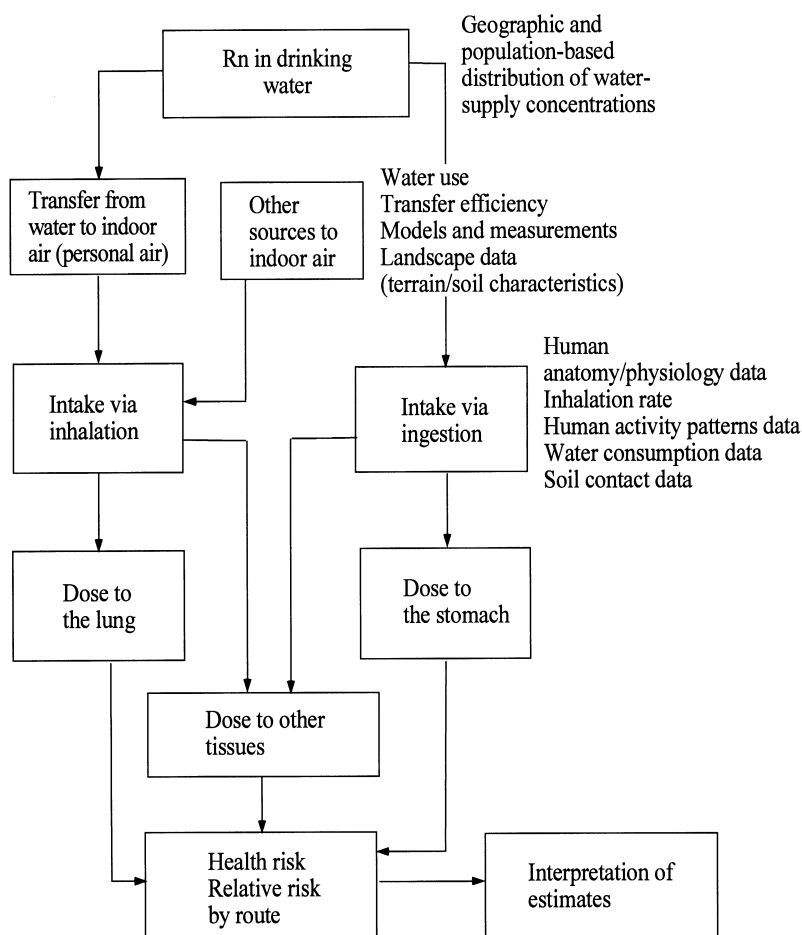 Rn in drinking
water
Geographic and
population-based
distribution of water-
supply concentrations
Transfer from
water to indoor
air (personal air)
Other
sources to
indoor air
Water use
Transfer efficiency
Models and measurements
Landscape data
(terrain/soil characteristics)
Intake via
inhalation
Intake via
ingestion
Human
anatomy/physiology data
Inhalation rate
Human activity patterns data
Water consumption data
Soil contact data
Dose to
the lung
Dose to
the stomach
Dose to other
tissues
Health risk
Relative risk
by route
Interpretation of
estimates